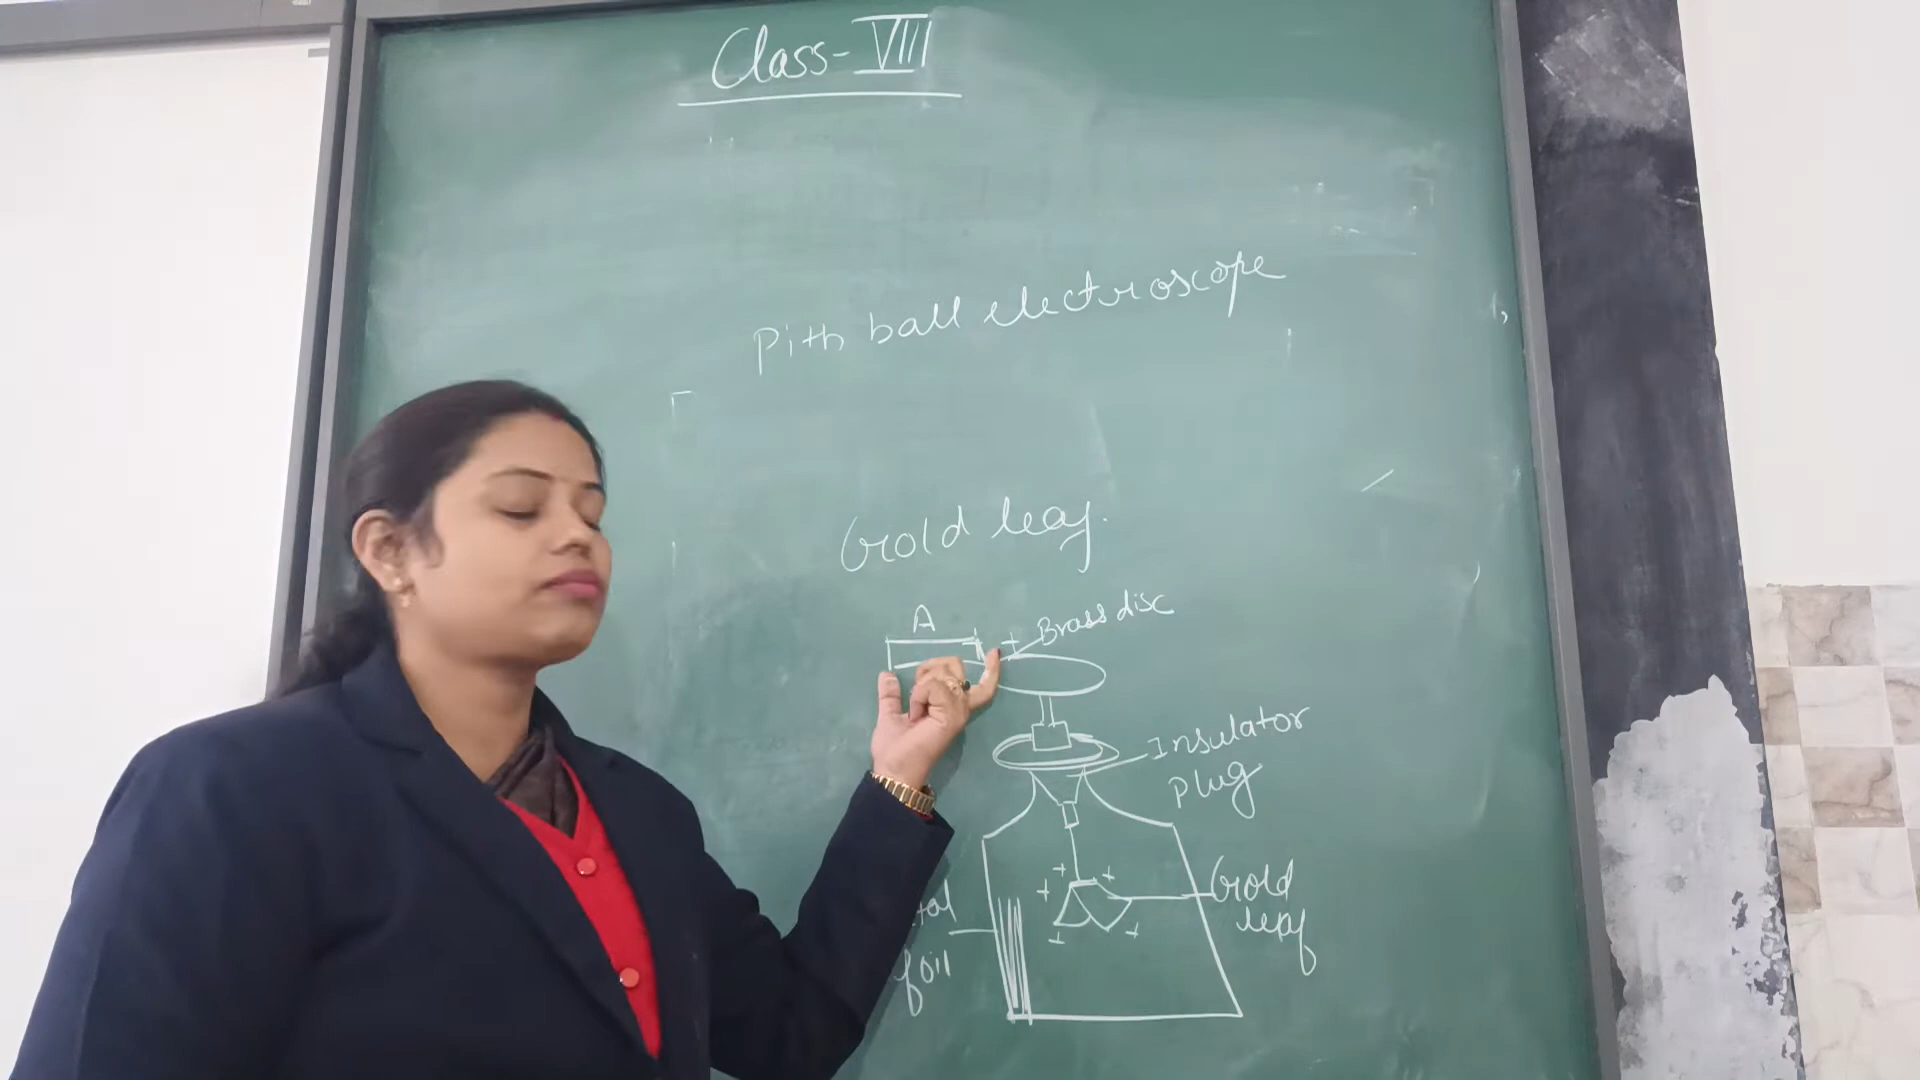 Class-VIII
Pith ball electroscope
Gold leaf.
A
+ + Brass disc
Insulator
Plug
+ +
+
Gold
leaf
+ +
foil